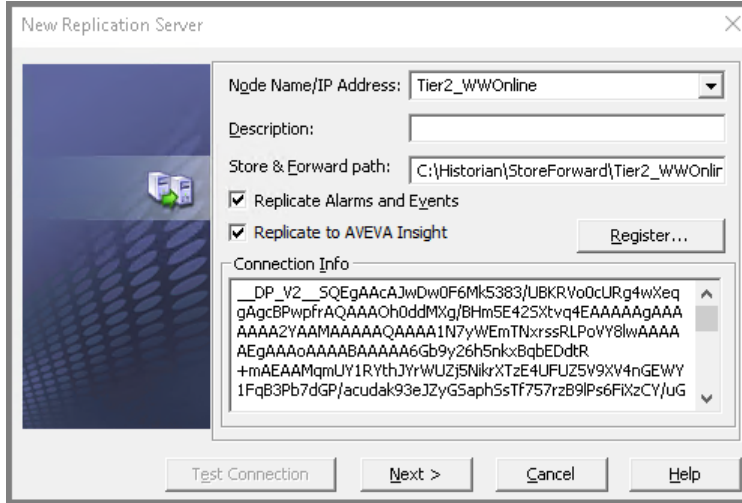 New Replication Server
Node Name/IP Address: Tier2_WWOnline
Description:
Store & Forward path: C:\Historian\StoreForward\Tier2_WWOnlin
Replicate Alarms and Events
Replicate to AVEVA Insight Register...
Connection Info
__DP_V2__SQEgAAcAJwDw0F6Mk5383/UBKRVo0cURg4wXeq
gAgcBPwpfrAQAAAOh0ddMXg/BHm5E42SXtvq4EAAAAAgAAA
AAAA2YAAMAAAAAQAAAA1N7yWEmTNxrssRLPoVY8lwAAAA
AEgAAAoAAAABAAAAA6Gb9y26h5nkxBqbEDdtR
+mAEAAMqmUY1RYthJYrWUZj5NikrXTzE4UFUZ5V9XV4nGEWY
1FqB3Pb7dGP/acudak93eJZyGSaphSsTf757rzB9lPs6FiXzCY/uG
Test Connection Next > Cancel Help